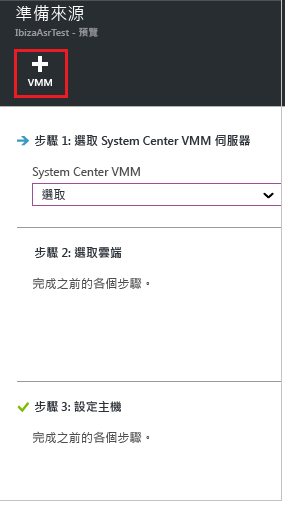 準備來源
IbizaAsrTest - 預覽
VMM
步驟 1: 選取 System Center VMM 伺服器
System Center VMM
選取
步驟 2: 選取雲端
完成之前的各個步驟。
步驟 3: 設定主機
完成之前的各個步驟。